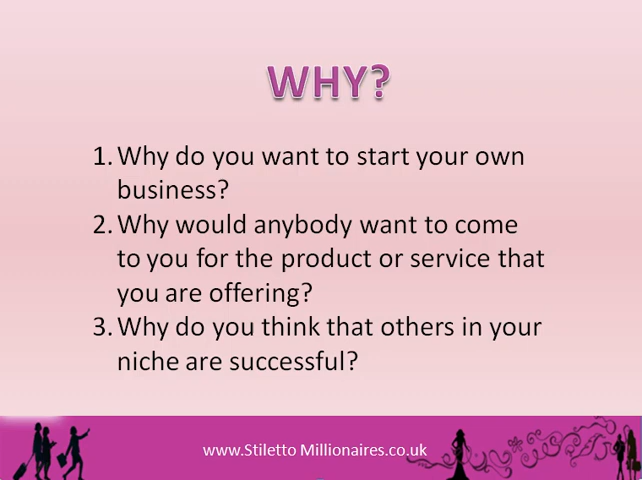 WHY?
1. Why do you want to start your own
business?
2. Why would anybody want to come
to you for the product or service that
you are offering?
3. Why do you think that others in your
niche are successful?
www.Stiletto Millionaires.co.uk